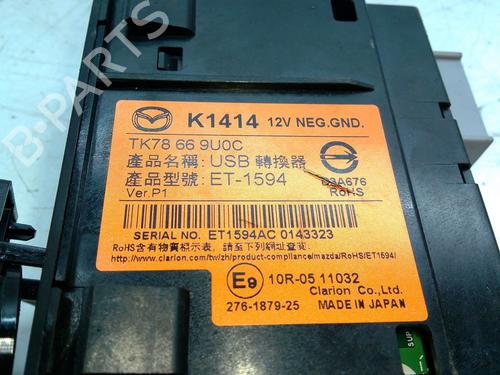 K1414 12V NEG.GND.
TK78 66 9U0C
產品名稱: USB 轉換器
產品型號: ET-1594
Ver.P1
D3A676
RoHS
SERIAL NO. ET1594AC 0143323
RoHS含有物質標示表, 請至下列網址查詢:
http://www.clarion.com/tw/zh/product-compliance/mazda/RoHS/ET1594/
E9 10R-05 11032
Clarion Co.,Ltd.
276-1879-25 MADE IN JAPAN
5UP
B-PARTS